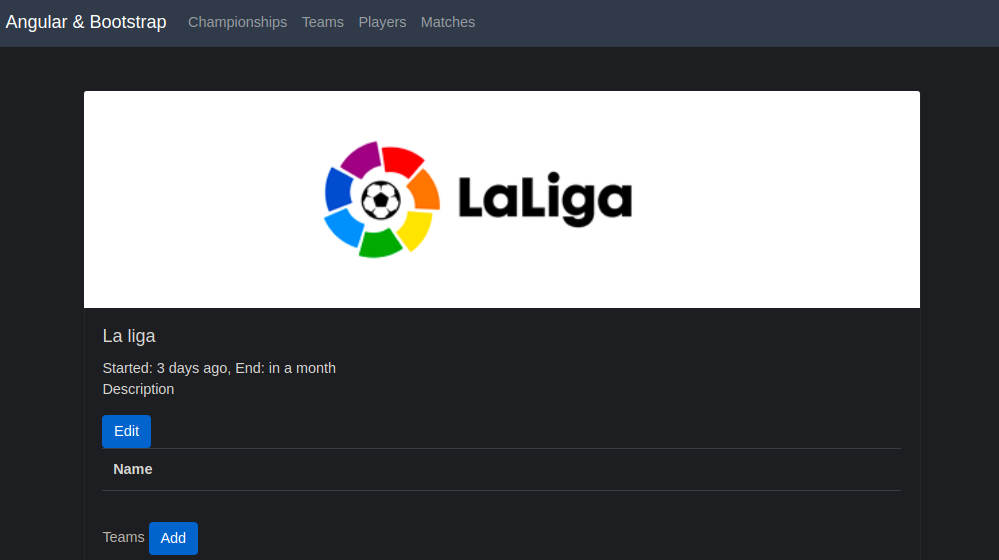 Angular & Bootstrap Championships Teams Players Matches
LaLiga
La liga
Started: 3 days ago, End: in a month
Description
Edit
Name
Teams Add